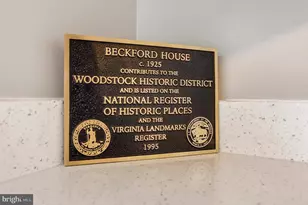 BECKFORD HOUSE
c. 1925
CONTRIBUTES TO THE
WOODSTOCK HISTORIC DISTRICT
AND IS LISTED ON THE
NATIONAL REGISTER
OF HISTORIC PLACES
AND THE
VIRGINIA LANDMARKS
REGISTER
1995
Bright